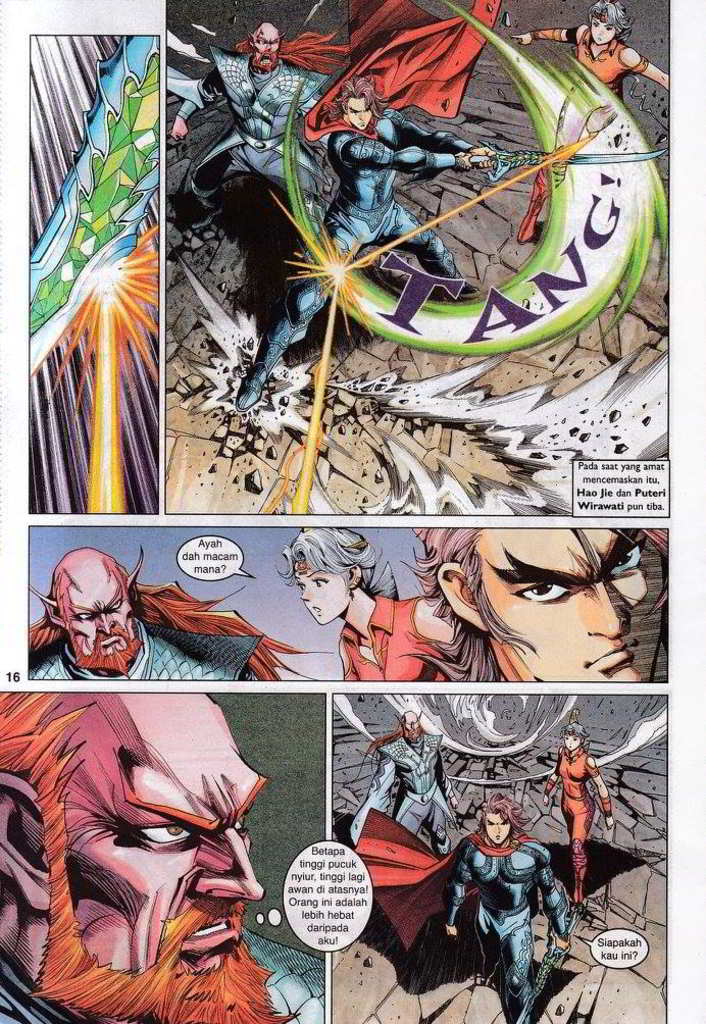 TANG!
Pada saat yang amat
mencemaskan itu,
Hao Jie dan Puteri
Wirawati pun tiba.
Ayah
dah macam
mana?
16
Betapa
tinggi pucuk
nyiur, tinggi lagi
awan di atasnya!
Orang ini adalah
lebih hebat
daripada
aku!
Siapakah
kau ini?